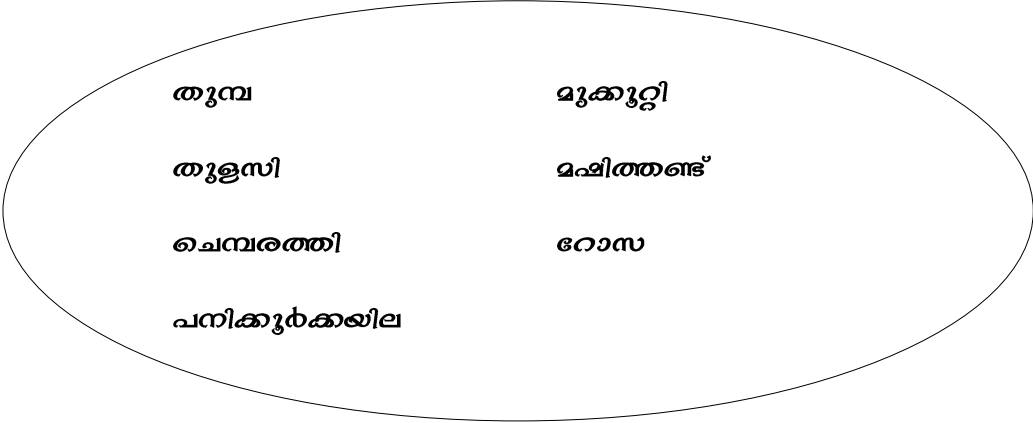 തുമ്പ
തുളസി
ചെമ്പരത്തി
പനിക്കൂർക്കയില
മുക്കൂറ്റി
മഷിത്തണ്ട്
റോസ